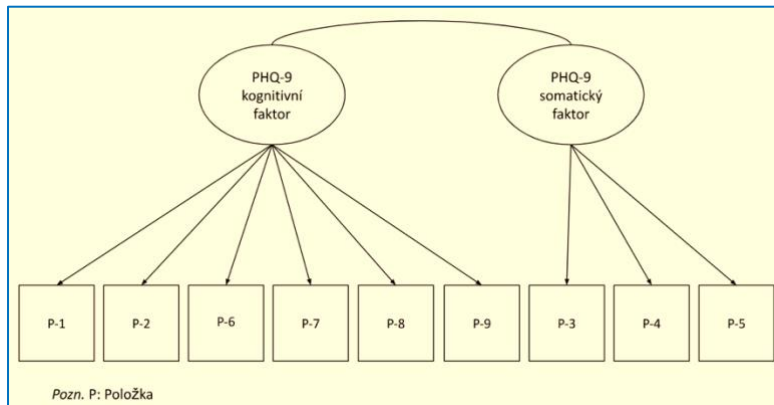 PHQ-9
kognitivní
faktor
PHQ-9
somatický
faktor
P-1
P-2
P-6
P-7
P-8
P-9
P-3
P-4
P-5
Pozn. P: Položka